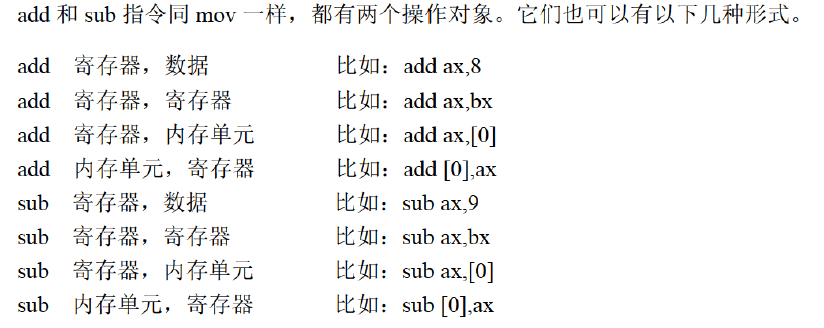 add 和 sub 指令同 mov 一样，都有两个操作对象。它们也可以有以下几种形式。
add 寄存器，数据 比如：add ax,8
add 寄存器，寄存器 比如：add ax,bx
add 寄存器，内存单元 比如：add ax,[0]
add 内存单元，寄存器 比如：add [0],ax
sub 寄存器，数据 比如：sub ax,9
sub 寄存器，寄存器 比如：sub ax,bx
sub 寄存器，内存单元 比如：sub ax,[0]
sub 内存单元，寄存器 比如：sub [0],ax